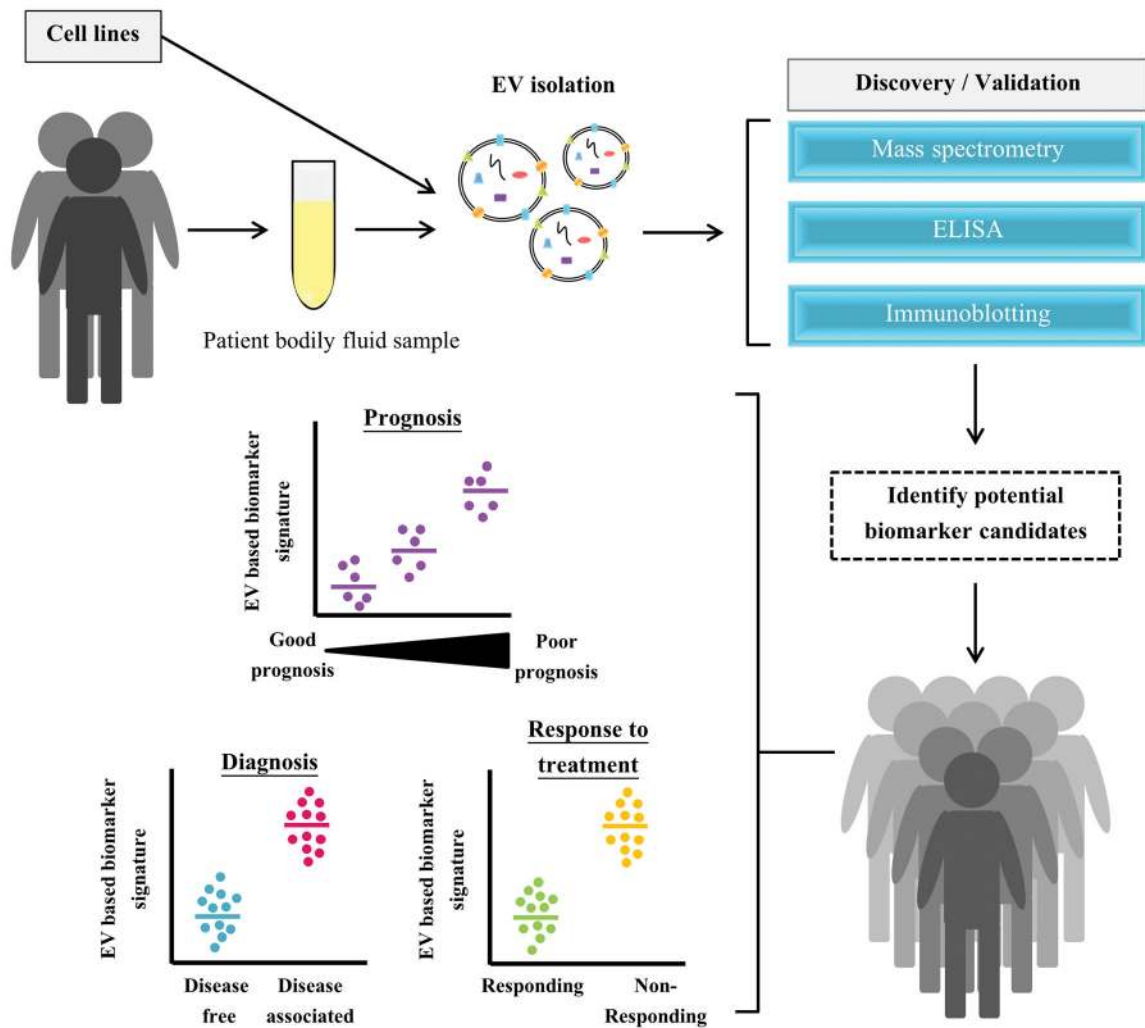 Cell lines
EV isolation
Discovery / Validation
Mass spectrometry
ELISA
Immunoblotting
Patient bodily fluid sample
Identify potential
biomarker candidates
Prognosis
EV based biomarker
signature
Good
prognosis
Poor
prognosis
Diagnosis
EV based biomarker
signature
Disease
free
Disease
associated
Response to
treatment
EV based biomarker
signature
Responding
Non-
Responding